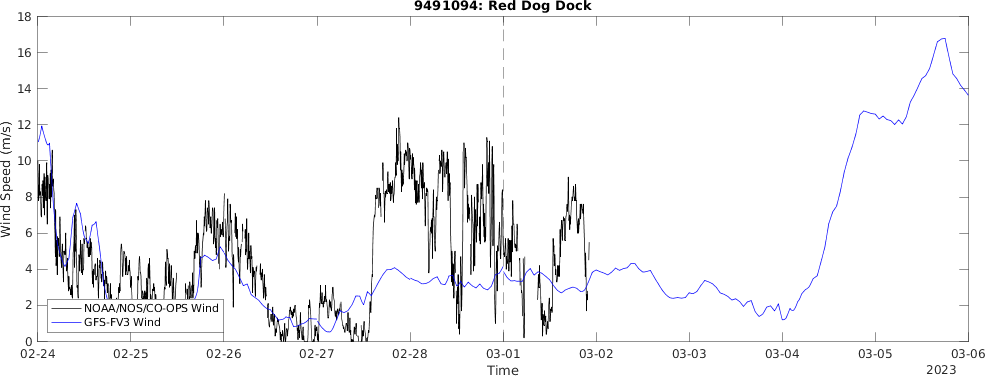 9491094: Red Dog Dock
18
16
14
12
10
8
6
4
2
0
Wind Speed (m/s)
NOAA/NOS/CO-OPS Wind
GFS-FV3 Wind
02-24 02-25 02-26 02-27 02-28 03-01 03-02 03-03 03-04 03-05 03-06
Time
2023